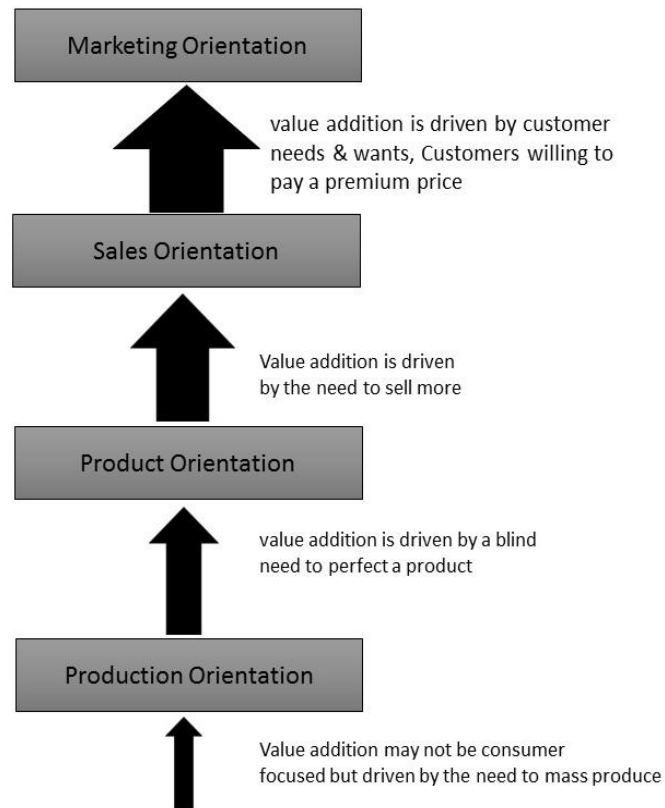 Marketing Orientation
value addition is driven by customer
needs & wants, Customers willing to
pay a premium price
Sales Orientation
Value addition is driven
by the need to sell more
Product Orientation
value addition is driven by a blind
need to perfect a product
Production Orientation
Value addition may not be consumer
focused but driven by the need to mass produce